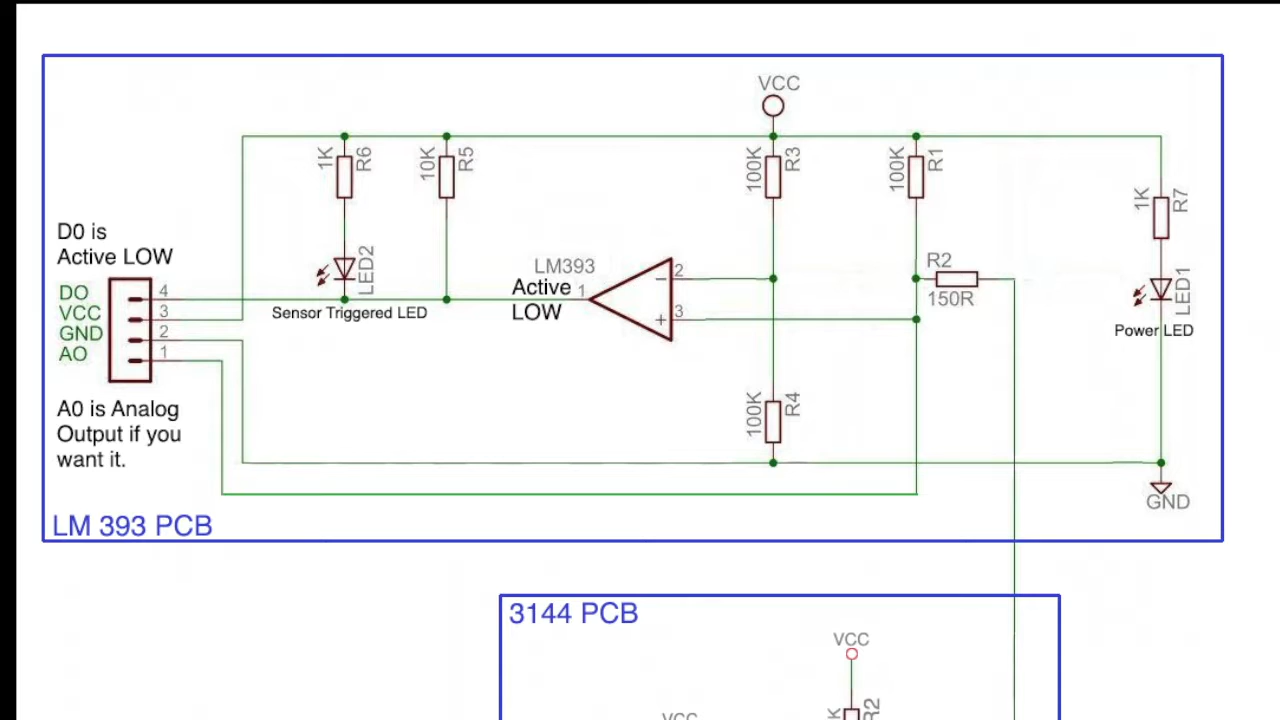 VCC
1K
R6
10K
R5
100K
R3
100K
R1
1K
R7
D0 is
Active LOW
DO
VCC
GND
AO
4
3
2
1
LED2
Sensor Triggered LED
LM393
Active
LOW
1
2
3
R2
150R
LED1
Power LED
100K
R4
A0 is Analog
Output if you
want it.
GND
LM 393 PCB
3144 PCB
VCC
VCC
K
R2